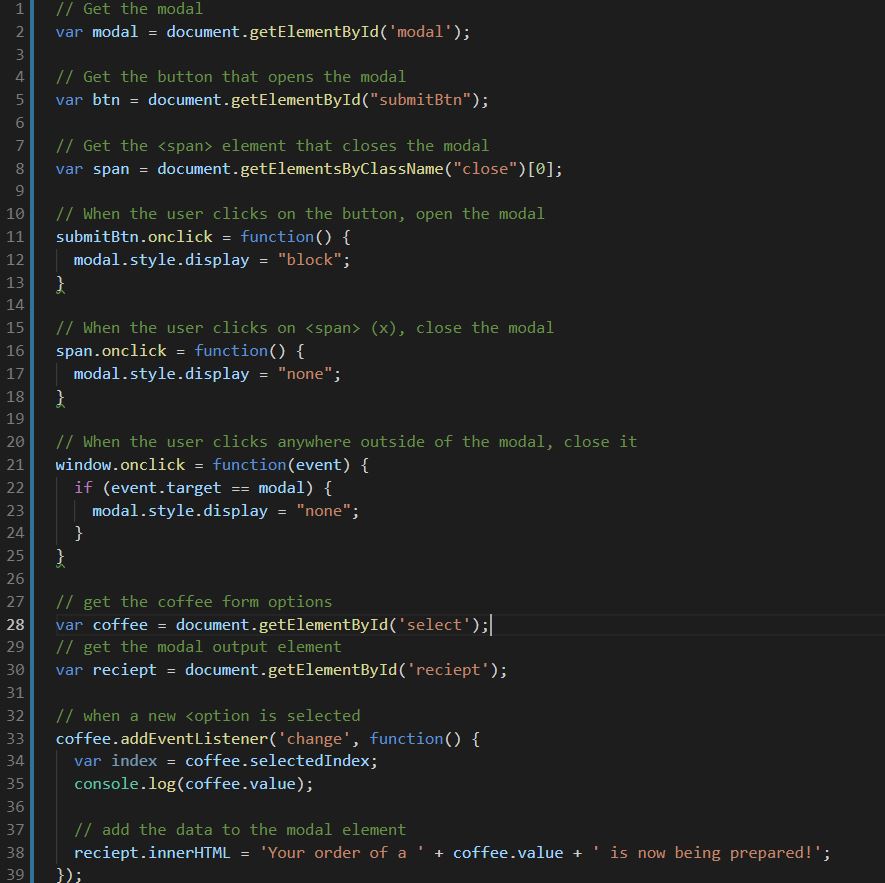 1 // Get the modal
2 var modal = document.getElementById('modal');
3
4 // Get the button that opens the modal
5 var btn = document.getElementById("submitBtn");
6
7 // Get the <span> element that closes the modal
8 var span = document.getElementsByClassName("close")[0];
9
10 // When the user clicks on the button, open the modal
11 submitBtn.onclick = function() {
12   modal.style.display = "block";
13 }
14
15 // When the user clicks on <span> (x), close the modal
16 span.onclick = function() {
17   modal.style.display = "none";
18 }
19
20 // When the user clicks anywhere outside of the modal, close it
21 window.onclick = function(event) {
22   if (event.target == modal) {
23     modal.style.display = "none";
24   }
25 }
26
27 // get the coffee form options
28 var coffee = document.getElementById('select');
29 // get the modal output element
30 var reciept = document.getElementById('reciept');
31
32 // when a new <option is selected
33 coffee.addEventListener('change', function() {
34   var index = coffee.selectedIndex;
35   console.log(coffee.value);
36
37   // add the data to the modal element
38   reciept.innerHTML = 'Your order of a ' + coffee.value + ' is now being prepared!';
39 });